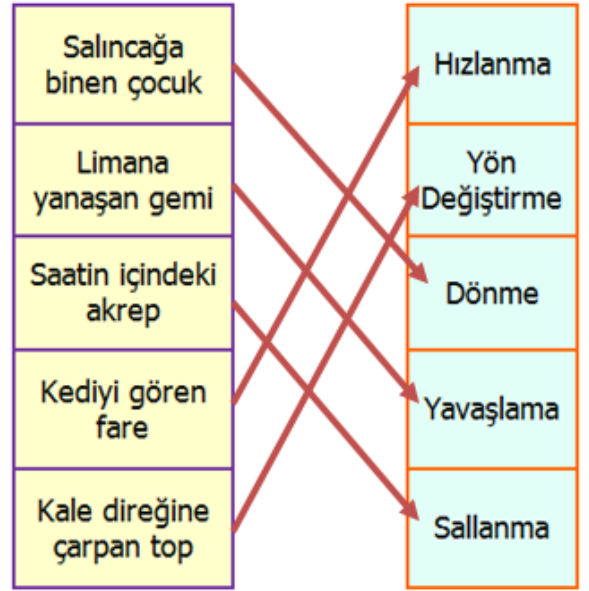 Salıncağa
binen çocuk
Limana
yanaşan gemi
Saatin içindeki
akrep
Kediyi gören
fare
Kale direğine
çarpan top
Hızlanma
Yön
Değiştirme
Dönme
Yavaşlama
Sallanma